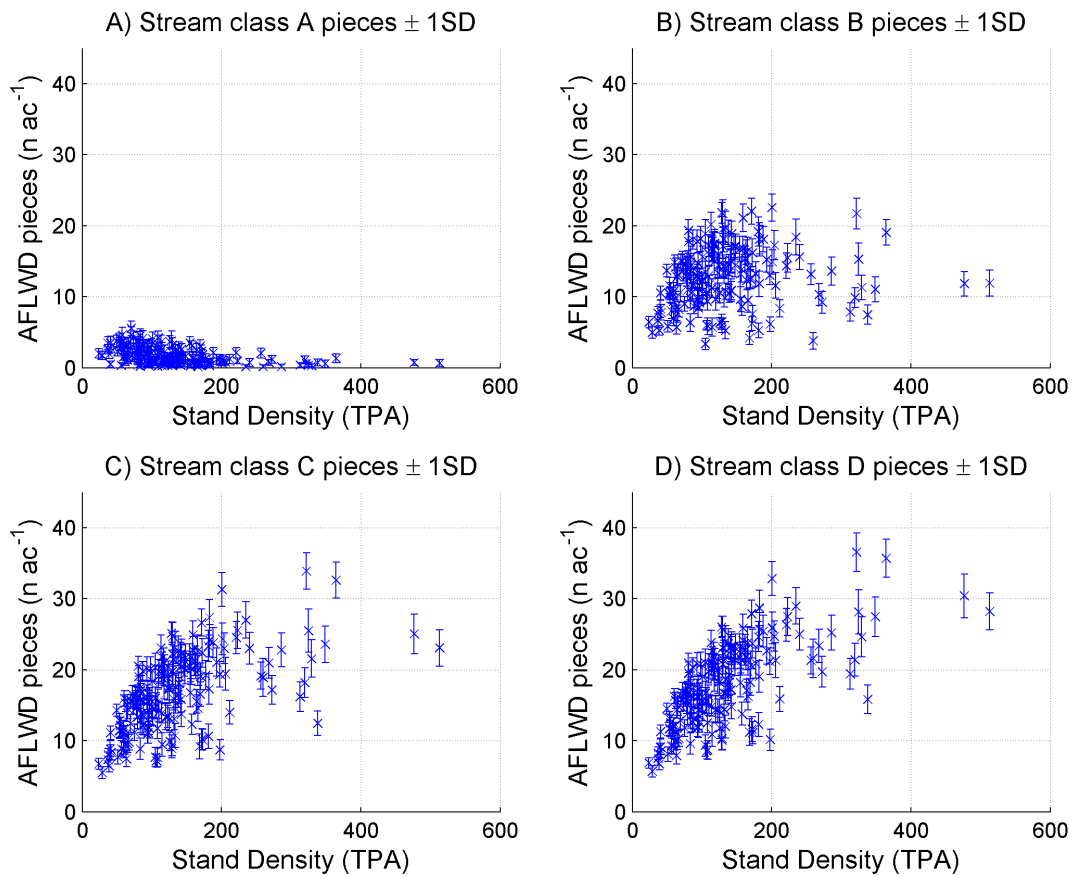 A) Stream class A pieces ± 1SD
AFLWD pieces (n ac⁻¹)
40
30
20
10
0
0 200 400 600
Stand Density (TPA)
B) Stream class B pieces ± 1SD
AFLWD pieces (n ac⁻¹)
40
30
20
10
0
0 200 400 600
Stand Density (TPA)
C) Stream class C pieces ± 1SD
AFLWD pieces (n ac⁻¹)
40
30
20
10
0
0 200 400 600
Stand Density (TPA)
D) Stream class D pieces ± 1SD
AFLWD pieces (n ac⁻¹)
40
30
20
10
0
0 200 400 600
Stand Density (TPA)